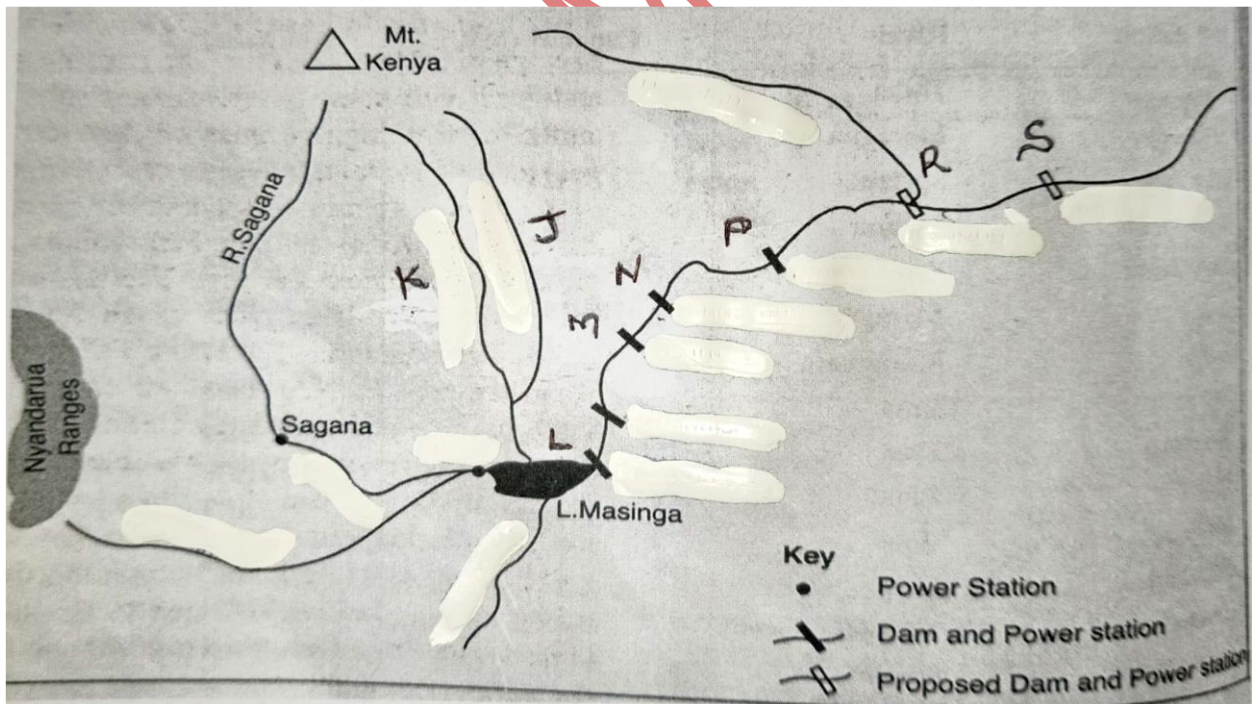 Mt.
Kenya
R.Sagana
R
S
P
J
K
N
M
Nyandarua
Ranges
Sagana
L
L.Masinga
Key
Power Station
Dam and Power station
Proposed Dam and Power station